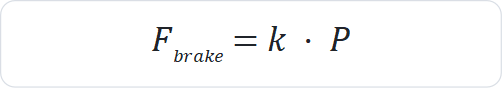 F_brake = k · P